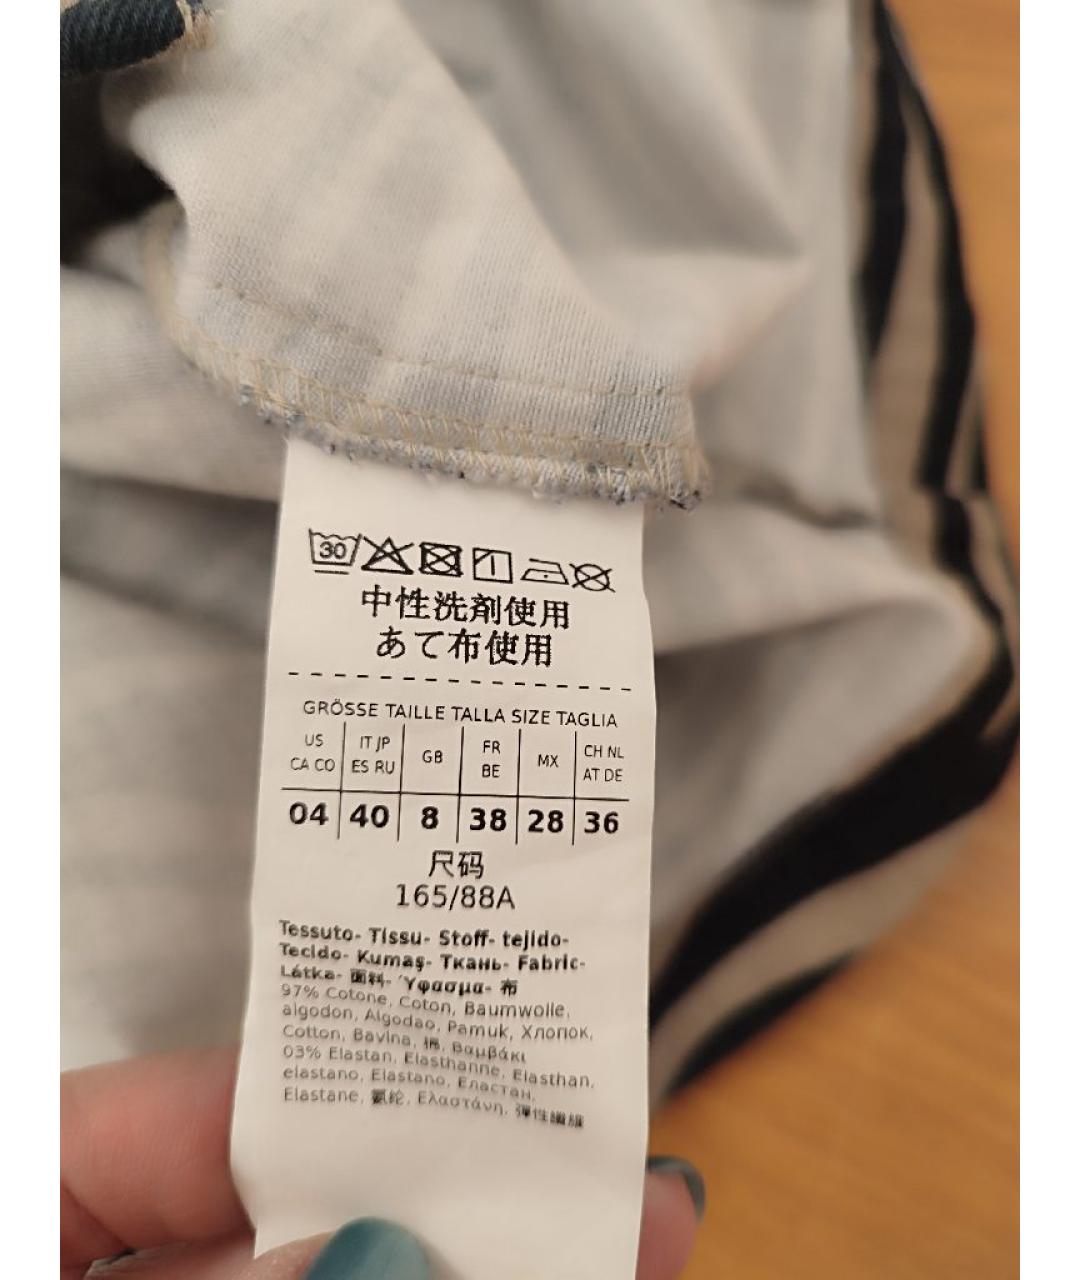 30
中性洗剤使用
あて布使用
GRÖSSE TAILLE TALLA SIZE TAGLIA
US CA CO IT JP ES RU GB FR BE MX CH NL AT DE
04 40 8 38 28 36
尺码
165/88A
Tessuto- Tissu- Stoff- tejido-
Tecido- Kumaş- Ткань- Fabric-
Látka- 面料- Ύφασμα- 布
97% Cotone, Coton, Baumwolle,
algodon, Algodao, Pamuk, Хлопок,
Cotton, Bavlna, 棉, Βαμβάκι
03% Elastan, Elasthanne, Elasthan,
elastano, Elastano, Еластан,
Elastane, 氨纶, Ελαστάνη, 弾性繊維